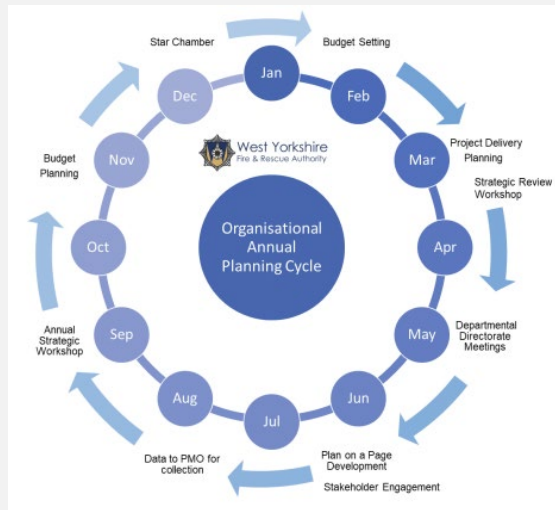 Star Chamber
Budget Setting
Jan
Feb
Dec
Mar
Project Delivery
Planning
Nov
Budget
Planning
West Yorkshire
Fire & Rescue Authority
Strategic Review
Workshop
Organisational
Annual
Planning Cycle
Oct
Apr
Annual
Strategic
Workshop
Sep
May
Departmental
Directorate
Meetings
Aug
Jun
Jul
Data to PMO for
collection
Plan on a Page
Development
Stakeholder Engagement